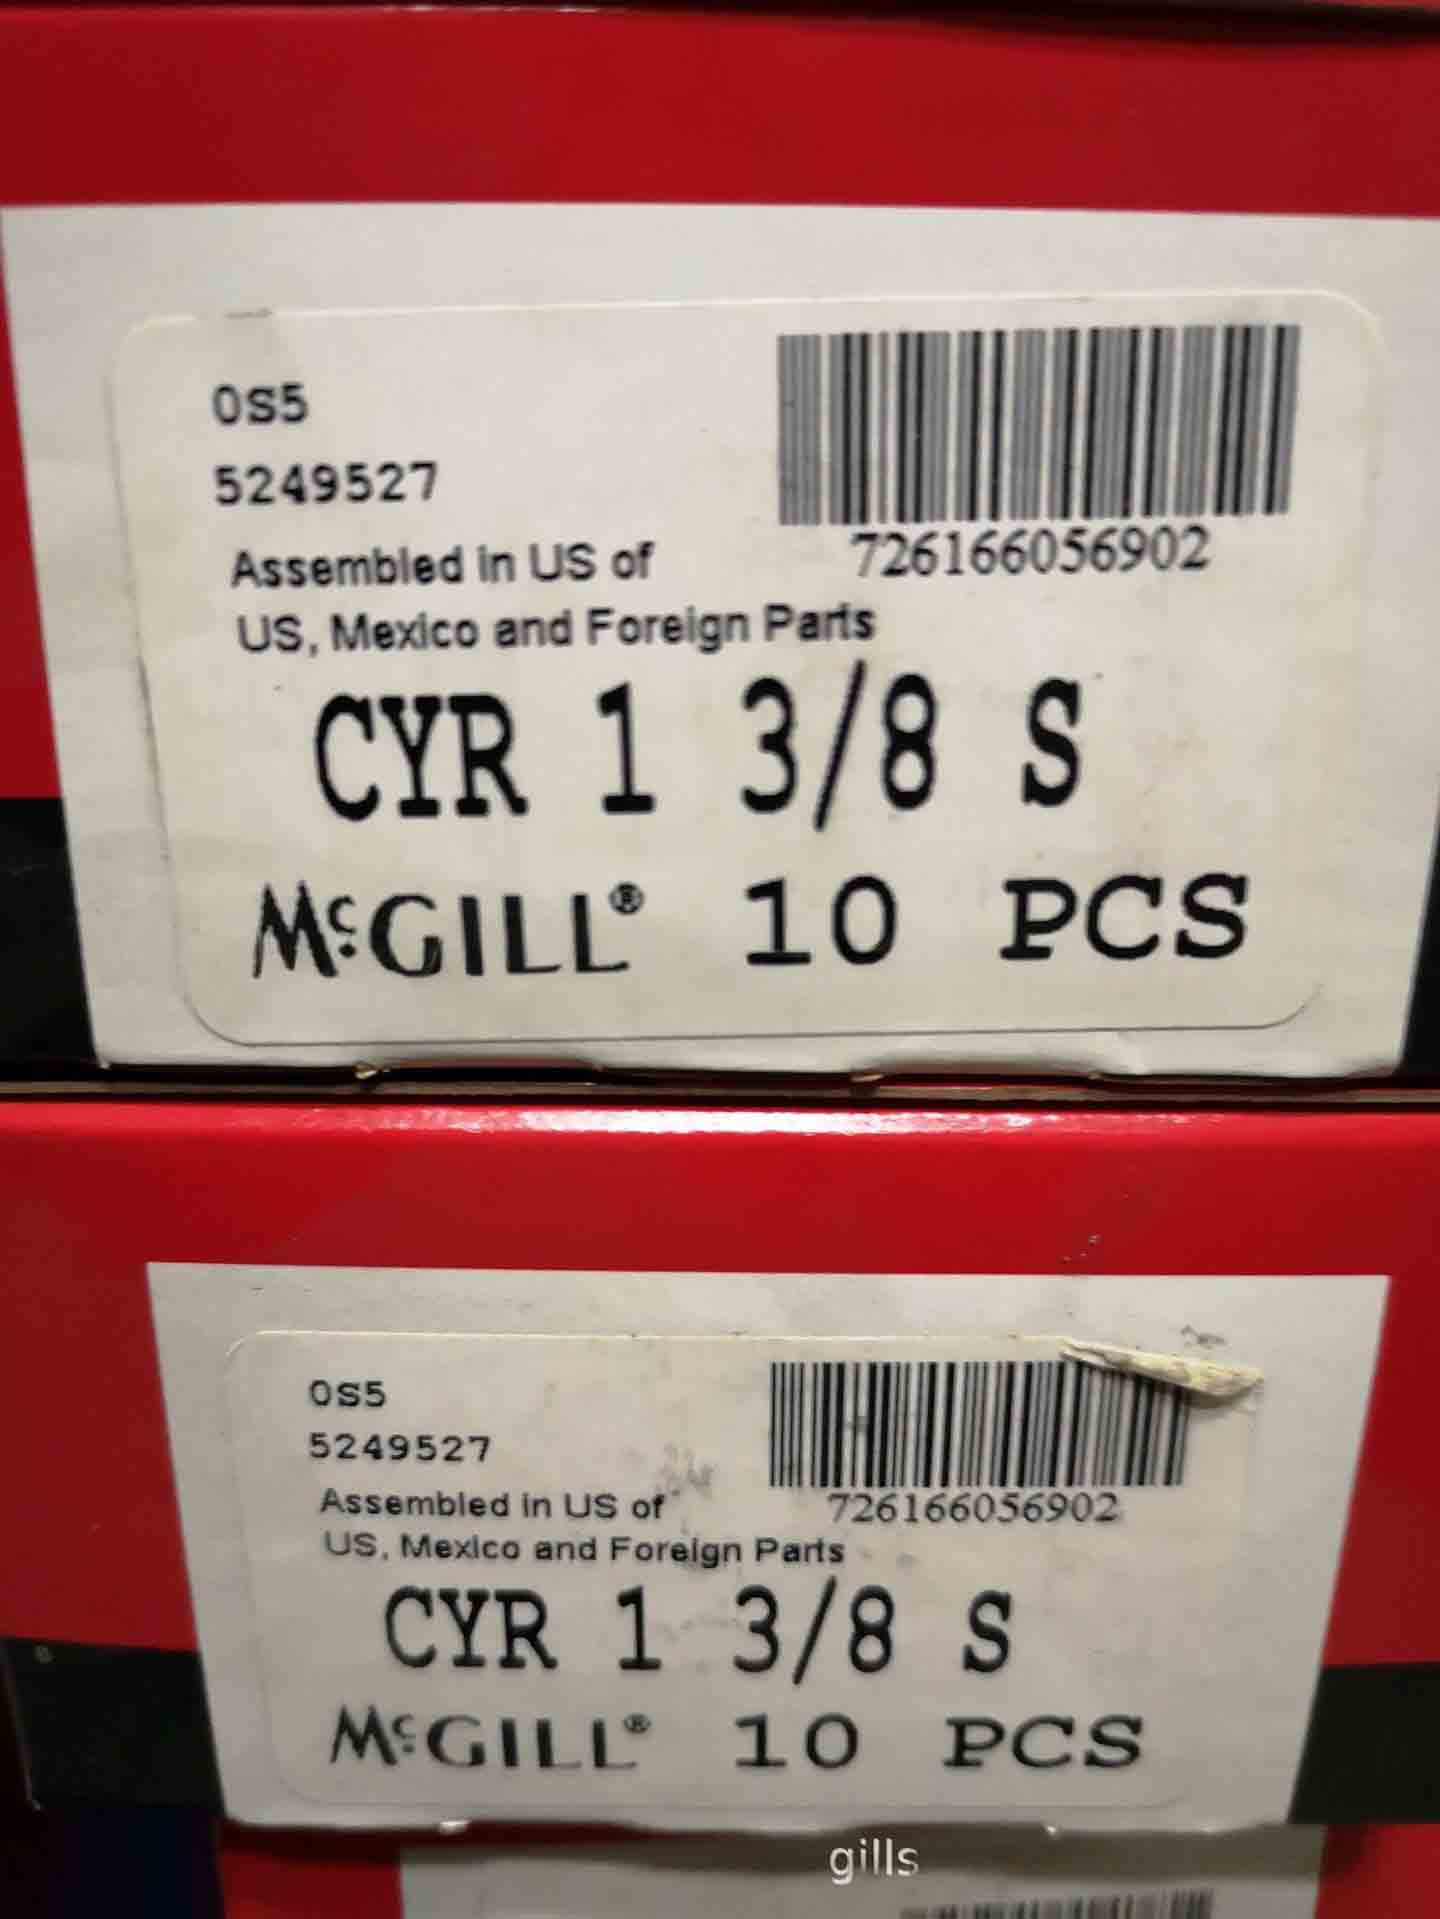 0S5
5249527
726166056902
Assembled in US of
US, Mexico and Foreign Parts
CYR 1 3/8 S
McGILL® 10 PCS
0S5
5249527
726166056902
Assembled in US of
US, Mexico and Foreign Parts
CYR 1 3/8 S
McGILL® 10 PCS
gills